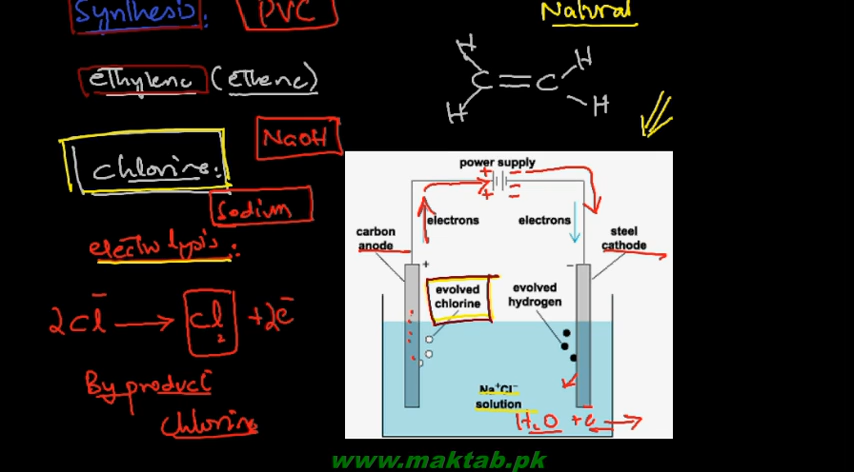 Synthesis: PVC
Natural
ethylene (ethene)
H
C = C
H
H
H
NaOH
Chlorine:
Sodium
electrolysis:
2Cl⁻ → Cl₂ + 2e⁻
By product
chlorine
power supply
+ =
+ =
electrons
electrons
carbon
anode
steel
cathode
+
−
evolved
chlorine
evolved
hydrogen
Na⁺Cl⁻
solution
H₂O + e →
www.maktab.pk